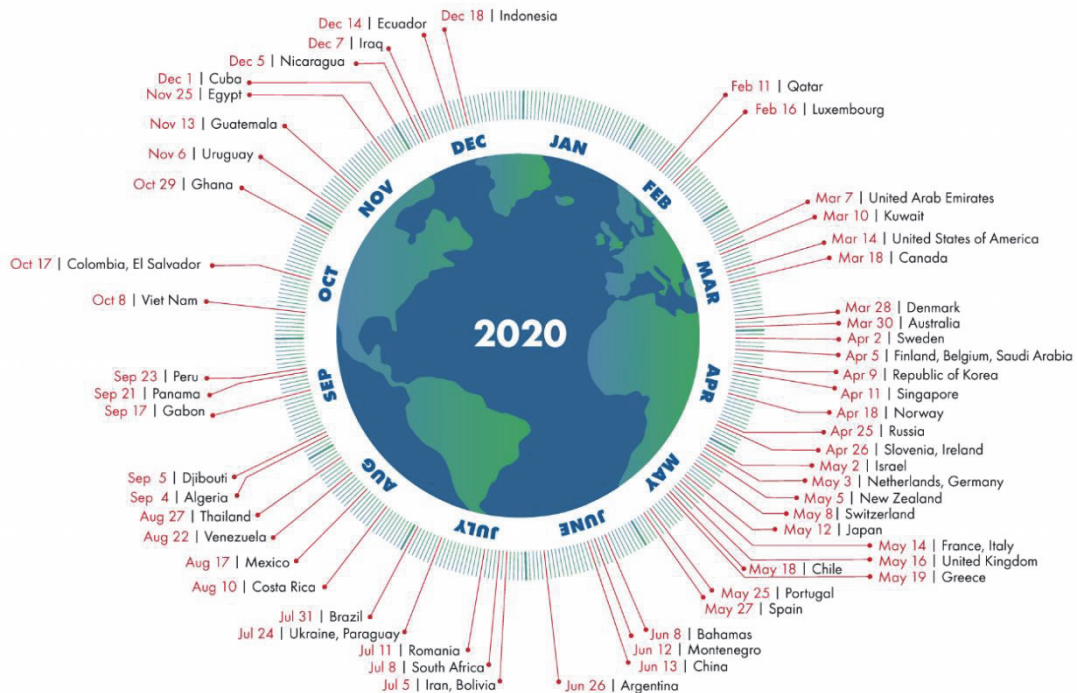 Dec 18 | Indonesia
Dec 14 | Ecuador
Dec 7 | Iraq
Dec 5 | Nicaragua
Dec 1 | Cuba
Nov 25 | Egypt
Nov 13 | Guatemala
Nov 6 | Uruguay
Oct 29 | Ghana
Oct 17 | Colombia, El Salvador
Oct 8 | Viet Nam
Sep 23 | Peru
Sep 21 | Panama
Sep 17 | Gabon
Sep 5 | Djibouti
Sep 4 | Algeria
Aug 27 | Thailand
Aug 22 | Venezuela
Aug 17 | Mexico
Aug 10 | Costa Rica
Jul 31 | Brazil
Jul 24 | Ukraine, Paraguay
Jul 11 | Romania
Jul 8 | South Africa
Jul 5 | Iran, Bolivia
Feb 11 | Qatar
Feb 16 | Luxembourg
Mar 7 | United Arab Emirates
Mar 10 | Kuwait
Mar 14 | United States of America
Mar 18 | Canada
Mar 28 | Denmark
Mar 30 | Australia
Apr 2 | Sweden
Apr 5 | Finland, Belgium, Saudi Arabia
Apr 9 | Republic of Korea
Apr 11 | Singapore
Apr 18 | Norway
Apr 25 | Russia
Apr 26 | Slovenia, Ireland
May 2 | Israel
May 3 | Netherlands, Germany
May 5 | New Zealand
May 8 | Switzerland
May 12 | Japan
May 14 | France, Italy
May 16 | United Kingdom
May 18 | Chile
May 19 | Greece
May 25 | Portugal
May 27 | Spain
Jun 8 | Bahamas
Jun 12 | Montenegro
Jun 13 | China
Jun 26 | Argentina
JAN
FEB
MAR
APR
MAY
JUNE
JULY
AUG
SEP
OCT
NOV
DEC
2020